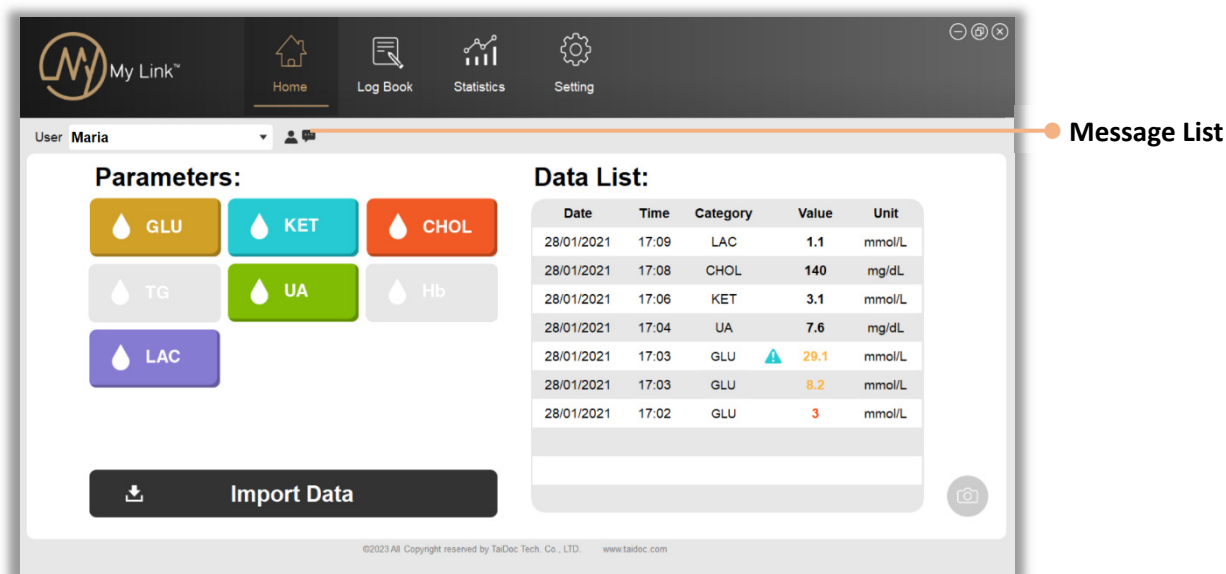 My Link™
Home
Log Book
Statistics
Setting
User Maria
Message List
Parameters:
GLU
KET
CHOL
TG
UA
Hb
LAC
Import Data
Data List:
Date Time Category Value Unit
28/01/2021 17:09 LAC 1.1 mmol/L
28/01/2021 17:08 CHOL 140 mg/dL
28/01/2021 17:06 KET 3.1 mmol/L
28/01/2021 17:04 UA 7.6 mg/dL
28/01/2021 17:03 GLU 29.1 mmol/L
28/01/2021 17:03 GLU 8.2 mmol/L
28/01/2021 17:02 GLU 3 mmol/L
©2023 All Copyright reserved by TaiDoc Tech. Co., LTD. www.taidoc.com